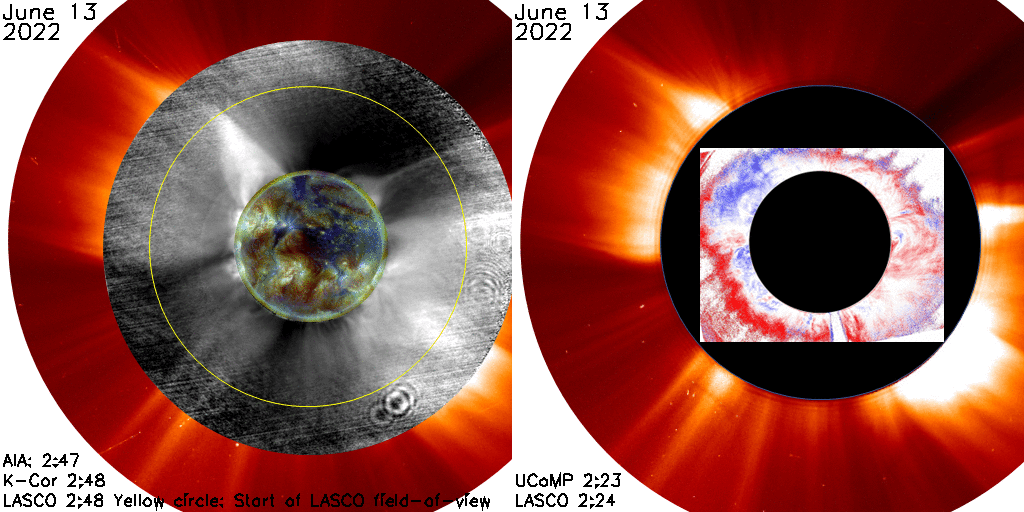 June 13
2022
AIA: 2:47
K-Cor 2:48
LASCO 2:48 Yellow circle: Start of LASCO field-of-view
June 13
2022
UCoMP 2:23
LASCO 2:24